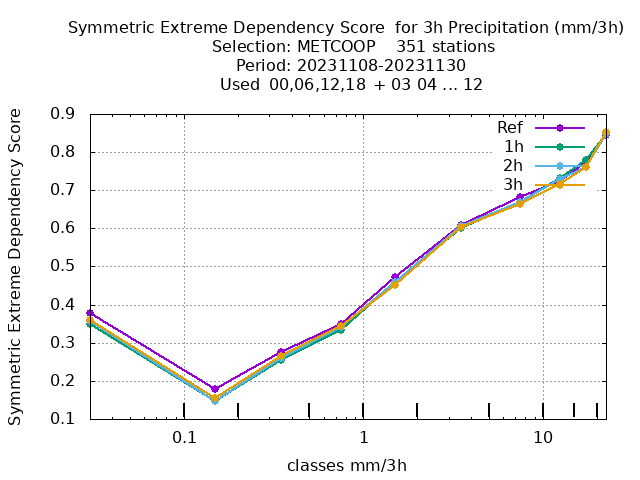 Symmetric Extreme Dependency Score  for 3h Precipitation (mm/3h)
Selection: METCOOP    351 stations
Period: 20231108-20231130
Used  00,06,12,18  + 03 04 ... 12
Symmetric Extreme Dependency Score
0.9
0.8
0.7
0.6
0.5
0.4
0.3
0.2
0.1
Ref
1h
2h
3h
0.1
1
10
classes mm/3h